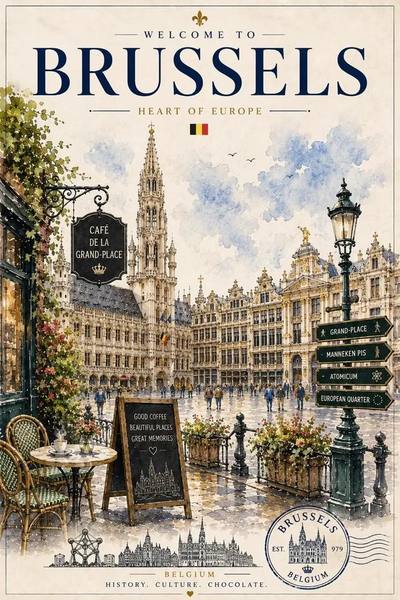 WELCOME TO
BRUSSELS
HEART OF EUROPE
CAFÉ
DE LA
GRAND-PLACE
GRAND-PLACE
MANNEKEN PIS
ATOMICUM
EUROPEAN QUARTER
GOOD COFFEE
BEAUTIFUL PLACES
GREAT MEMORIES
BRUSSELS
EST. 979
BELGIUM
BELGIUM
HISTORY. CULTURE. CHOCOLATE.